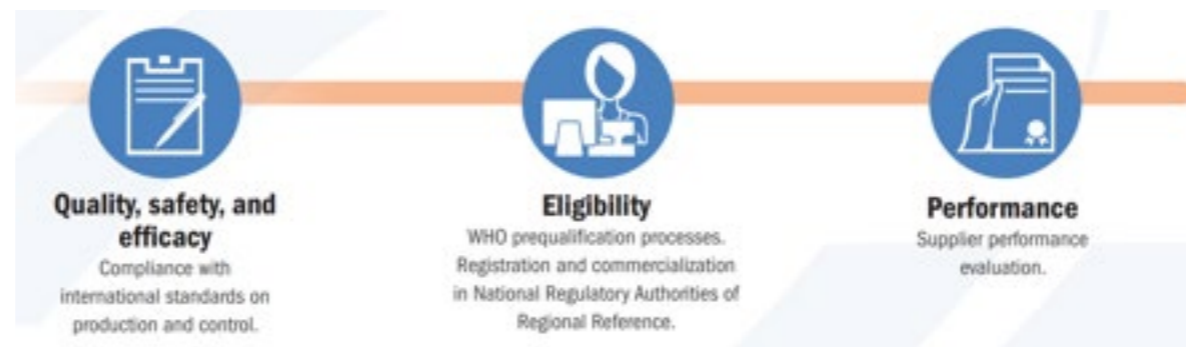 Quality, safety, and
efficacy
Compliance with
international standards on
production and control.
Eligibility
WHO prequalification processes.
Registration and commercialization
in National Regulatory Authorities of
Regional Reference.
Performance
Supplier performance
evaluation.